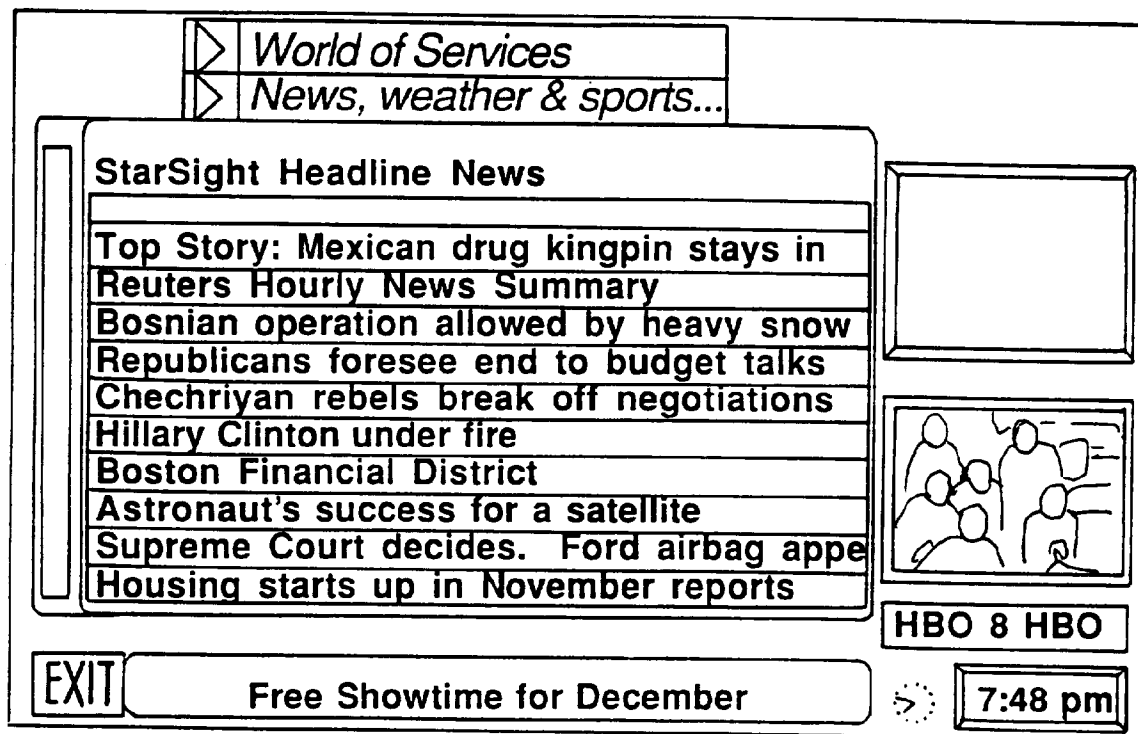 World of Services
News, weather & sports...
StarSight Headline News
Top Story: Mexican drug kingpin stays in
Reuters Hourly News Summary
Bosnian operation allowed by heavy snow
Republicans foresee end to budget talks
Chechriyan rebels break off negotiations
Hillary Clinton under fire
Boston Financial District
Astronaut's success for a satellite
Supreme Court decides. Ford airbag appe
Housing starts up in November reports
HBO 8 HBO
EXIT
Free Showtime for December
7:48 pm